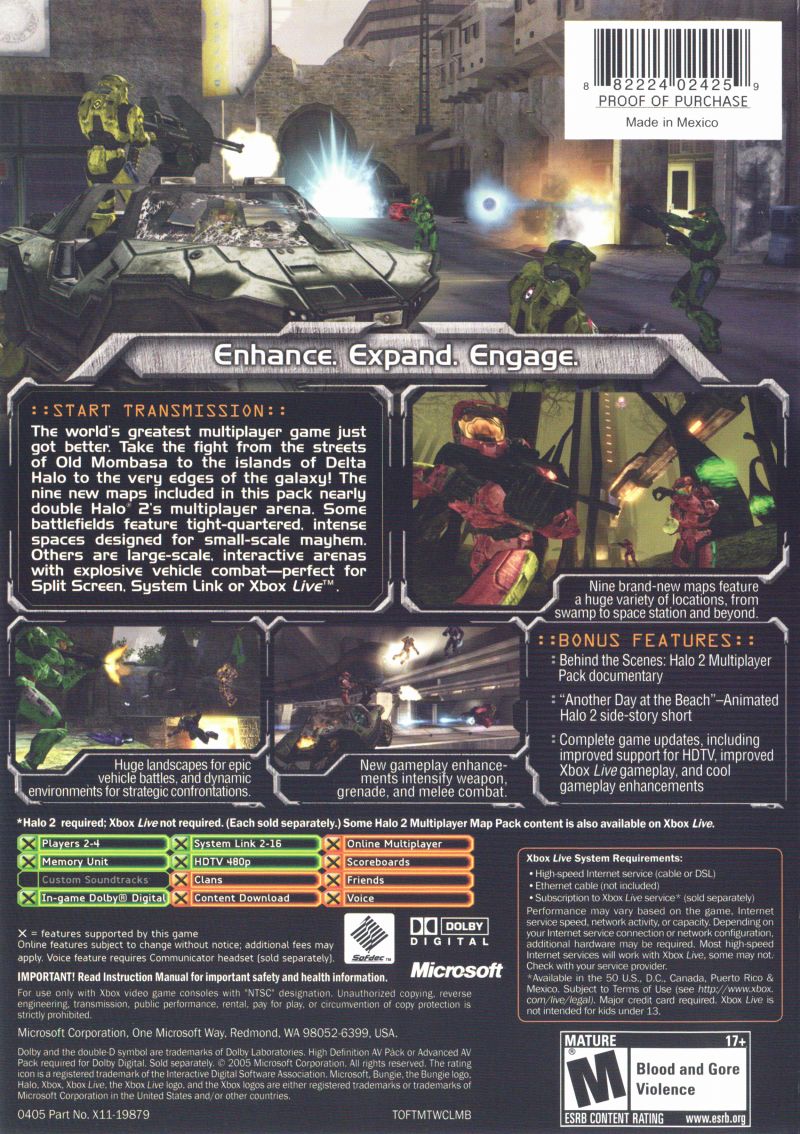 8 82224 02425 9
PROOF OF PURCHASE
Made in Mexico
Enhance. Expand. Engage.
::START TRANSMISSION::
The world's greatest multiplayer game just
got better. Take the fight from the streets
of Old Mombasa to the islands of Delta
Halo to the very edges of the galaxy! The
nine new maps included in this pack nearly
double Halo® 2's multiplayer arena. Some
battlefields feature tight-quartered, intense
spaces designed for small-scale mayhem.
Others are large-scale, interactive arenas
with explosive vehicle combat—perfect for
Split Screen, System Link or Xbox Live™.
Nine brand-new maps feature
a huge variety of locations, from
swamp to space station and beyond.
Huge landscapes for epic
vehicle battles, and dynamic
environments for strategic confrontations.
New gameplay enhance-
ments intensify weapon,
grenade, and melee combat.
::BONUS FEATURES::
Behind the Scenes: Halo 2 Multiplayer
Pack documentary
"Another Day at the Beach"–Animated
Halo 2 side-story short
Complete game updates, including
improved support for HDTV, improved
Xbox Live gameplay, and cool
gameplay enhancements
*Halo 2 required; Xbox Live not required. (Each sold separately.) Some Halo 2 Multiplayer Map Pack content is also available on Xbox Live.
Players 2-4
System Link 2-16
Online Multiplayer
Memory Unit
HDTV 480p
Scoreboards
Custom Soundtracks
Clans
Friends
In-game Dolby® Digital
Content Download
Voice
X = features supported by this game
Online features subject to change without notice; additional fees may
apply. Voice feature requires Communicator headset (sold separately).
Sofdec™
DOLBY
DIGITAL
Microsoft
IMPORTANT! Read Instruction Manual for important safety and health information.
For use only with Xbox video game consoles with "NTSC" designation. Unauthorized copying, reverse
engineering, transmission, public performance, rental, pay for play, or circumvention of copy protection is
strictly prohibited.
Microsoft Corporation, One Microsoft Way, Redmond, WA 98052-6399, USA.
Dolby and the double-D symbol are trademarks of Dolby Laboratories. High Definition AV Pack or Advanced AV
Pack required for Dolby Digital. Sold separately. © 2005 Microsoft Corporation. All rights reserved. The rating
icon is a registered trademark of the Interactive Digital Software Association. Microsoft, Bungie, the Bungie logo,
Halo, Xbox, Xbox Live, the Xbox Live logo, and the Xbox logos are either registered trademarks or trademarks of
Microsoft Corporation in the United States and/or other countries.
0405 Part No. X11-19879
TOFTMTWCLMB
Xbox Live System Requirements:
• High-speed Internet service (cable or DSL)
• Ethernet cable (not included)
• Subscription to Xbox Live service* (sold separately)
Performance may vary based on the game, Internet
service speed, network activity, or capacity. Depending on
your Internet service connection or network configuration,
additional hardware may be required. Most high-speed
Internet services will work with Xbox Live, some may not.
Check with your service provider.
*Available in the 50 U.S., D.C., Canada, Puerto Rico &
Mexico. Subject to Terms of Use (see http://www.xbox.
com/live/legal). Major credit card required. Xbox Live is
not intended for kids under 13.
MATURE 17+
M®
Blood and Gore
Violence
ESRB CONTENT RATING www.esrb.org